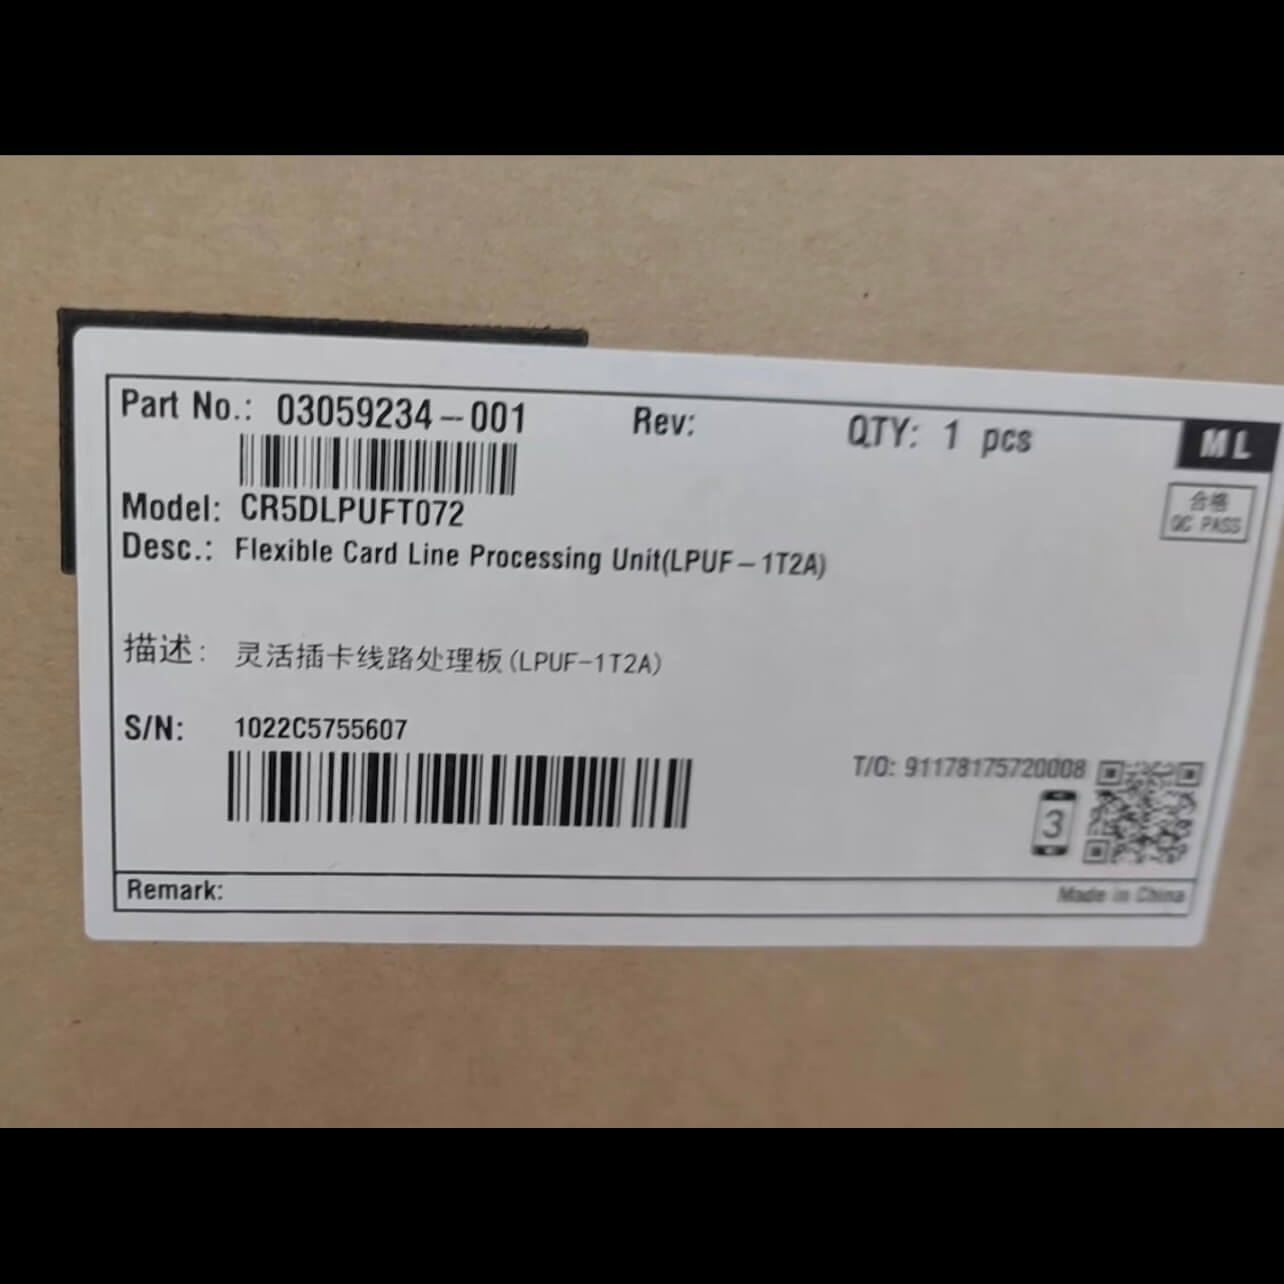 Part No.: 03059234-001 Rev: QTY: 1 pcs ML
合格
QC PASS
Model: CR5DLPUFT072
Desc.: Flexible Card Line Processing Unit(LPUF-1T2A)
描述: 灵活插卡线路处理板(LPUF-1T2A)
S/N: 1022C5755607
T/O: 91178175720008
3
Remark: Made in China